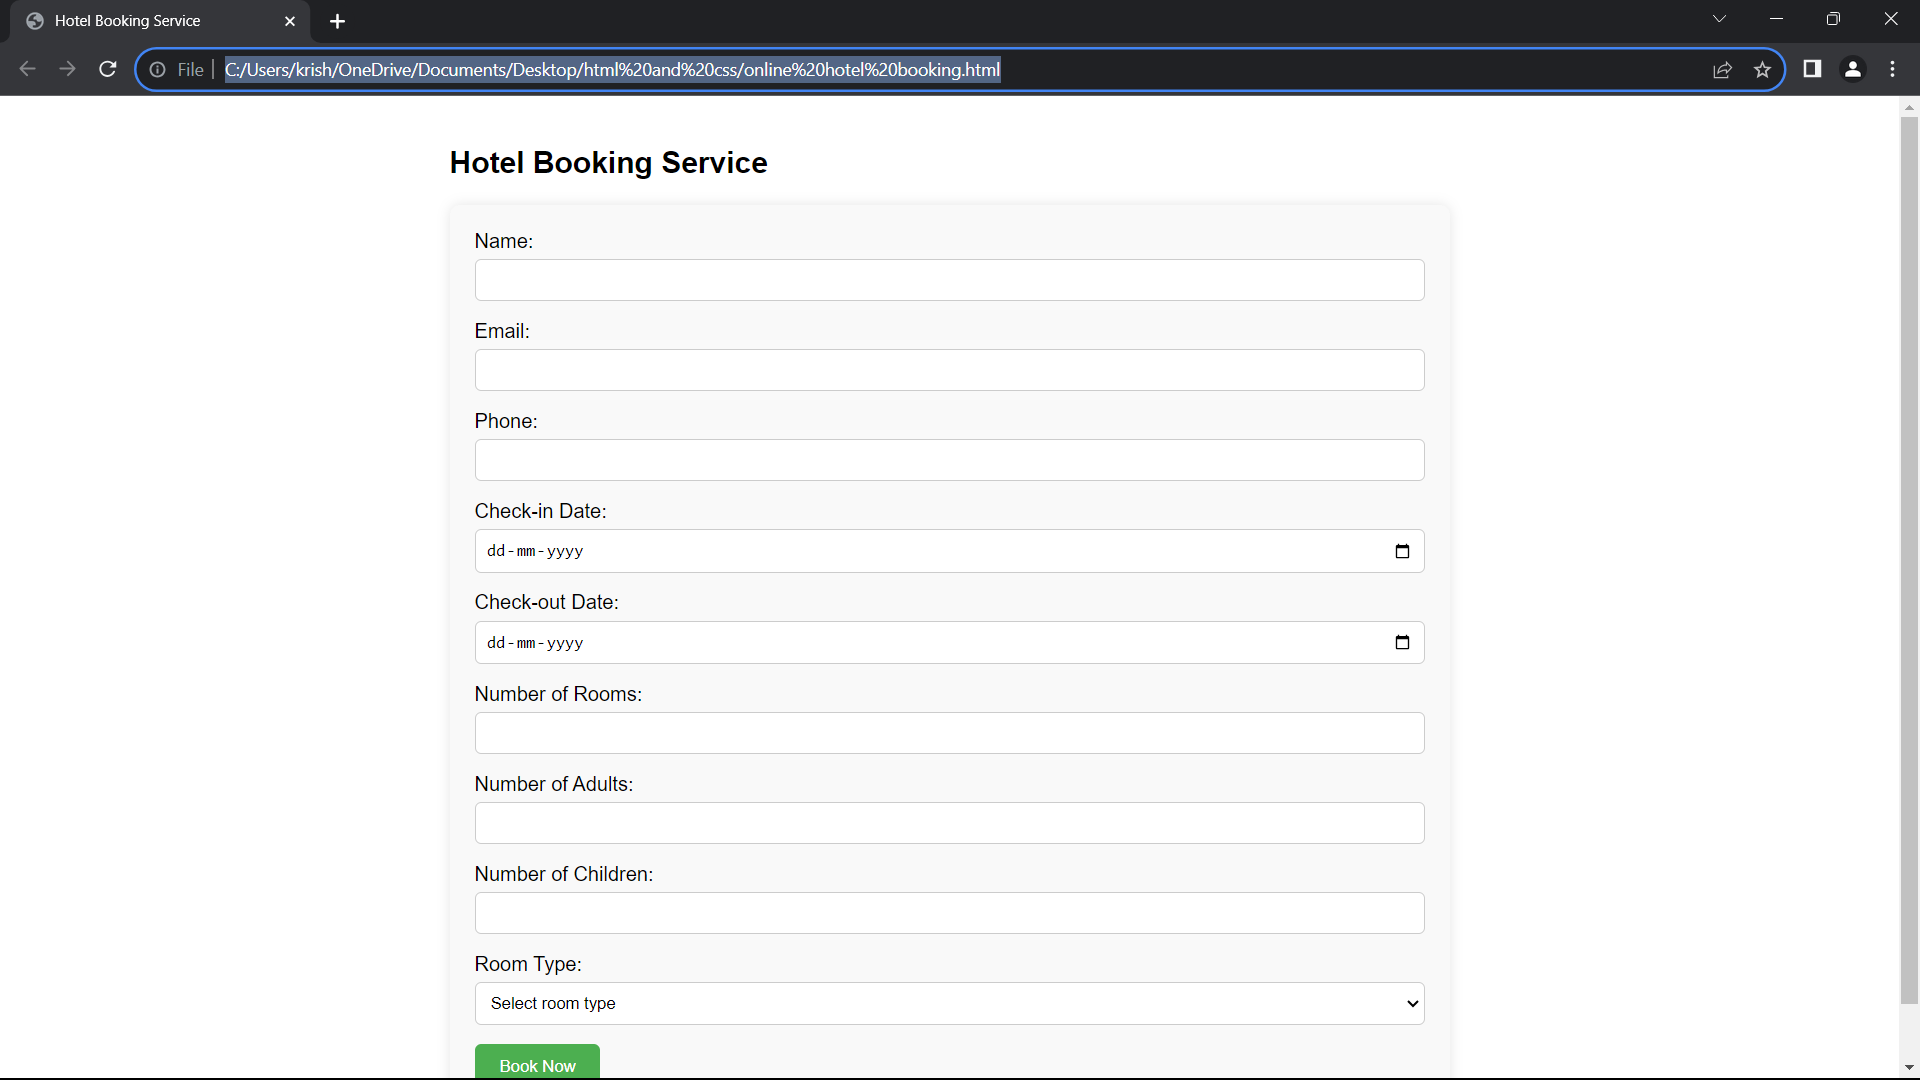 Hotel Booking Service
File
C:/Users/krish/OneDrive/Documents/Desktop/html%20and%20css/online%20hotel%20booking.html
Hotel Booking Service
Name:
Email:
Phone:
Check-in Date:
dd-mm-yyyy
Check-out Date:
dd-mm-yyyy
Number of Rooms:
Number of Adults:
Number of Children:
Room Type:
Select room type
Book Now